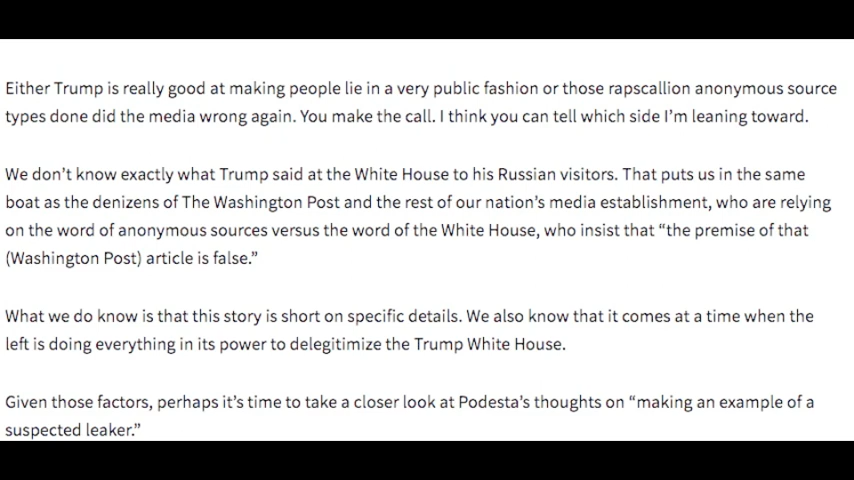 Either Trump is really good at making people lie in a very public fashion or those rapscallion anonymous source
types done did the media wrong again. You make the call. I think you can tell which side I’m leaning toward.
We don’t know exactly what Trump said at the White House to his Russian visitors. That puts us in the same
boat as the denizens of The Washington Post and the rest of our nation’s media establishment, who are relying
on the word of anonymous sources versus the word of the White House, who insist that “the premise of that
(Washington Post) article is false.”
What we do know is that this story is short on specific details. We also know that it comes at a time when the
left is doing everything in its power to delegitimize the Trump White House.
Given those factors, perhaps it’s time to take a closer look at Podesta’s thoughts on “making an example of a
suspected leaker.”